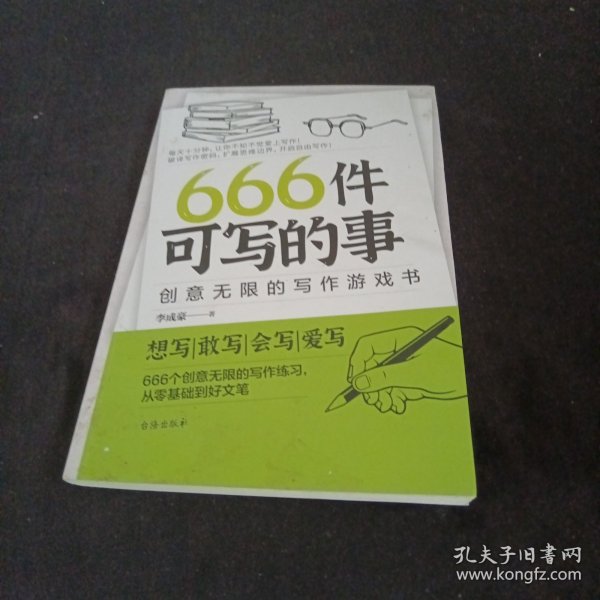 每天十分钟，让你不知不觉爱上写作！
破译写作密码，扩展思维边界，开启自由写作！
666件
可写的事
创意无限的写作游戏书
李成豪——著
想写|敢写|会写|爱写
666个创意无限的写作练习，
从零基础到好文笔
台海出版社
孔夫子旧书网
www.kongfz.com